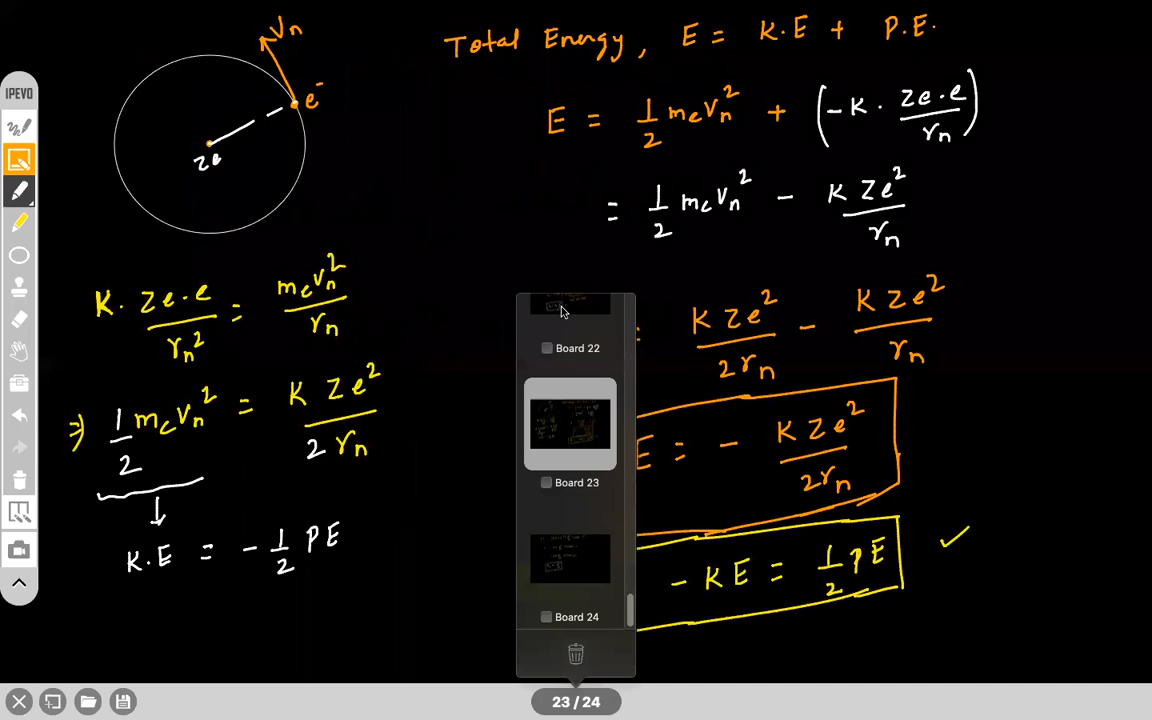 IPEVO
Vn
e⁻
Ze
Total Energy, E = K.E + P.E.
E = 1/2 meVn² + (-K · Ze·e/rn)
= 1/2 meVn² - KZe²/rn
K · Ze·e/rn² = meVn²/rn
⇒ 1/2 meVn² = KZe²/2rn
↓
K.E = - 1/2 PE
= KZe²/2rn - KZe²/rn
E = - KZe²/2rn
- KE = 1/2 PE ✓
Board 22
Board 23
Board 24
23 / 24